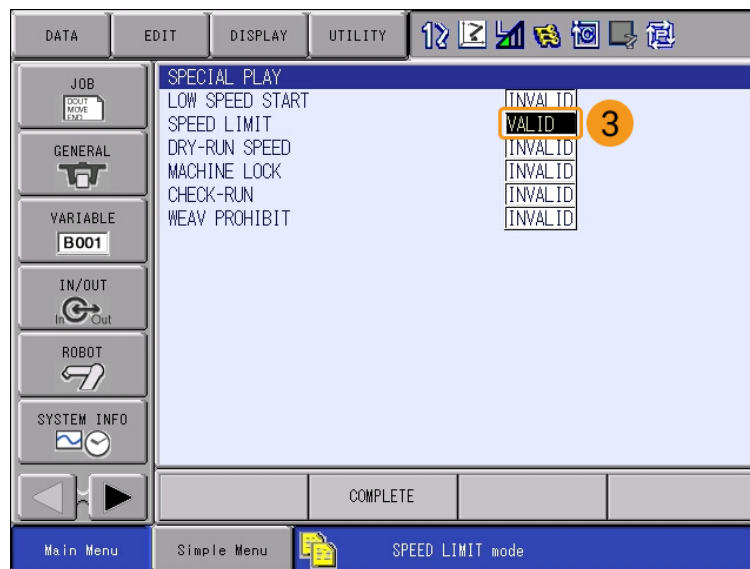 DATA EDIT DISPLAY UTILITY
JOB
DOUT
MOVE
END
GENERAL
VARIABLE
B001
IN/OUT
In Out
ROBOT
SYSTEM INFO
SPECIAL PLAY
LOW SPEED START INVALID
SPEED LIMIT VALID 3
DRY-RUN SPEED INVALID
MACHINE LOCK INVALID
CHECK-RUN INVALID
WEAV PROHIBIT INVALID
COMPLETE
Main Menu Simple Menu SPEED LIMIT mode